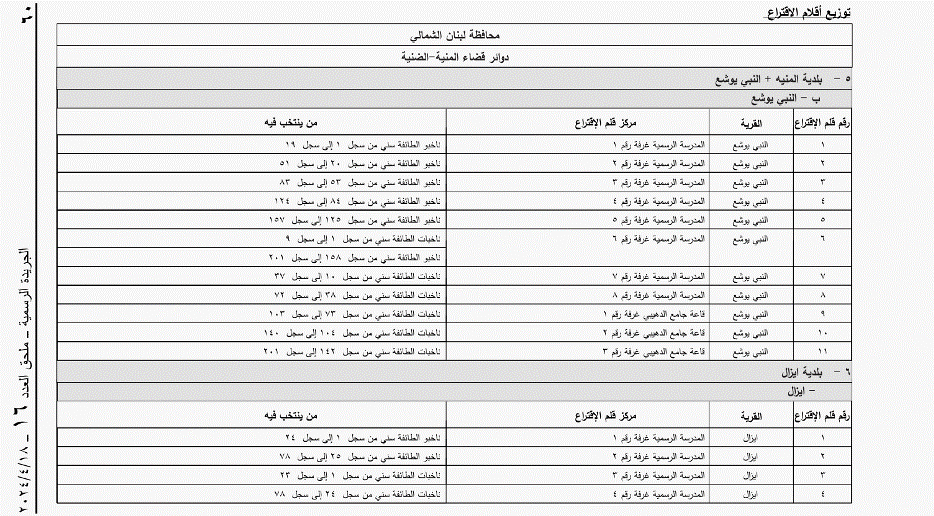 توزيع أقلام الاقتراع
٦٠
محافظة لبنان الشمالي
دوائر قضاء المنية-الضنية
٥ - بلدية المنيه + النبي يوشع
ب - النبي يوشع
رقم قلم الإقتراع القرية مركز قلم الإقتراع من ينتخب فيه
١ النبي يوشع المدرسة الرسمية غرفة رقم ١ ناخبو الطائفة سني من سجل ١ إلى سجل ١٩
٢ النبي يوشع المدرسة الرسمية غرفة رقم ٢ ناخبو الطائفة سني من سجل ٢٠ إلى سجل ٥١
٣ النبي يوشع المدرسة الرسمية غرفة رقم ٣ ناخبو الطائفة سني من سجل ٥٣ إلى سجل ٨٣
٤ النبي يوشع المدرسة الرسمية غرفة رقم ٤ ناخبو الطائفة سني من سجل ٨٤ إلى سجل ١٢٤
٥ النبي يوشع المدرسة الرسمية غرفة رقم ٥ ناخبو الطائفة سني من سجل ١٢٥ إلى سجل ١٥٧
٦ النبي يوشع المدرسة الرسمية غرفة رقم ٦ ناخبات الطائفة سني من سجل ١ إلى سجل ٩
ناخبو الطائفة سني من سجل ١٥٨ إلى سجل ٢٠١
٧ النبي يوشع المدرسة الرسمية غرفة رقم ٧ ناخبات الطائفة سني من سجل ١٠ إلى سجل ٣٧
٨ النبي يوشع المدرسة الرسمية غرفة رقم ٨ ناخبات الطائفة سني من سجل ٣٨ إلى سجل ٧٢
٩ النبي يوشع قاعة جامع الذهيبي غرفة رقم ١ ناخبات الطائفة سني من سجل ٧٣ إلى سجل ١٠٣
١٠ النبي يوشع قاعة جامع الذهيبي غرفة رقم ٢ ناخبات الطائفة سني من سجل ١٠٤ إلى سجل ١٤٠
١١ النبي يوشع قاعة جامع الذهيبي غرفة رقم ٣ ناخبات الطائفة سني من سجل ١٤٢ إلى سجل ٢٠١
٦ - بلدية ايزال
- ايزال
رقم قلم الإقتراع القرية مركز قلم الإقتراع من ينتخب فيه
١ ايزال المدرسة الرسمية غرفة رقم ١ ناخبو الطائفة سني من سجل ١ إلى سجل ٢٤
٢ ايزال المدرسة الرسمية غرفة رقم ٢ ناخبو الطائفة سني من سجل ٢٥ إلى سجل ٧٨
٣ ايزال المدرسة الرسمية غرفة رقم ٣ ناخبات الطائفة سني من سجل ١ إلى سجل ٢٣
٤ ايزال المدرسة الرسمية غرفة رقم ٤ ناخبات الطائفة سني من سجل ٢٤ إلى سجل ٧٨
الجريدة الرسمية - ملحق العدد ١٦ - ٢٠٢٤/٤/١٨